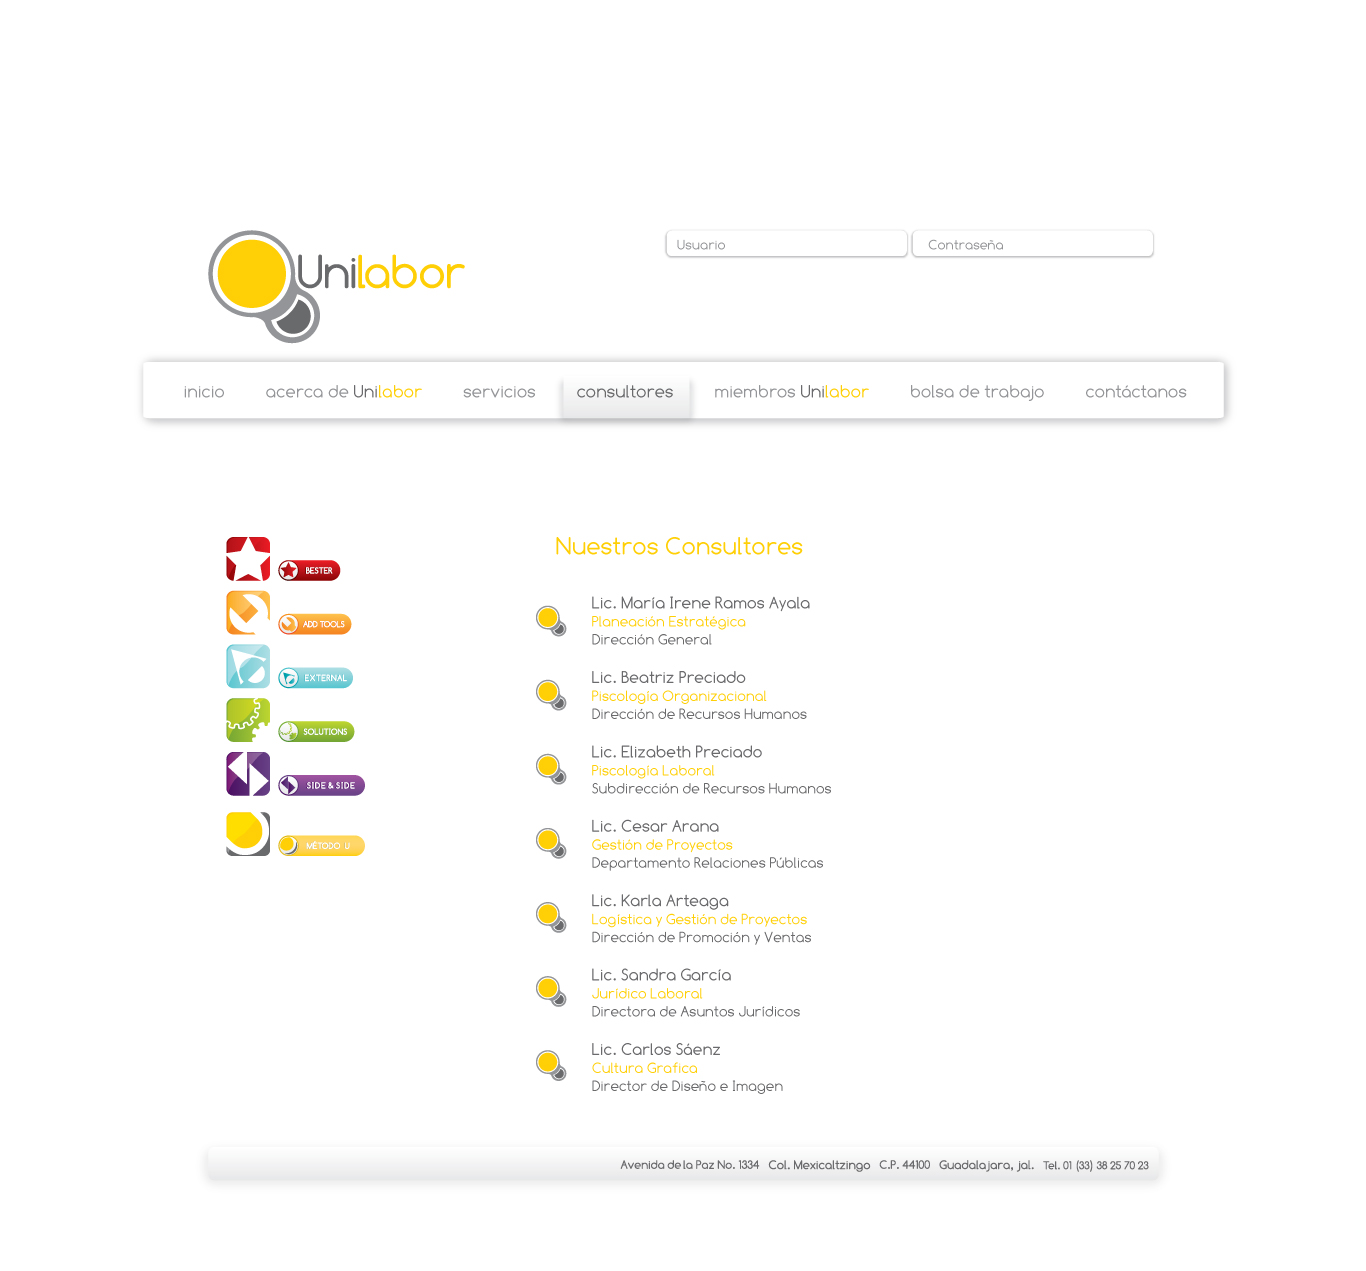 Unilabor
Usuario
Contraseña
inicio
acerca de Unilabor
servicios
consultores
miembros Unilabor
bolsa de trabajo
contáctanos
BESTER
ADD TOOLS
EXTERNAL
SOLUTIONS
SIDE & SIDE
MÉTODO U
Nuestros Consultores
Lic. María Irene Ramos Ayala
Planeación Estratégica
Dirección General
Lic. Beatriz Preciado
Piscología Organizacional
Dirección de Recursos Humanos
Lic. Elizabeth Preciado
Piscología Laboral
Subdirección de Recursos Humanos
Lic. Cesar Arana
Gestión de Proyectos
Departamento Relaciones Públicas
Lic. Karla Arteaga
Logística y Gestión de Proyectos
Dirección de Promoción y Ventas
Lic. Sandra García
Jurídico Laboral
Directora de Asuntos Jurídicos
Lic. Carlos Sáenz
Cultura Grafica
Director de Diseño e Imagen
Avenida de la Paz No. 1334 Col. Mexicaltzingo C.P. 44100 Guadalajara, jal. Tel. 01 (33) 38 25 70 23